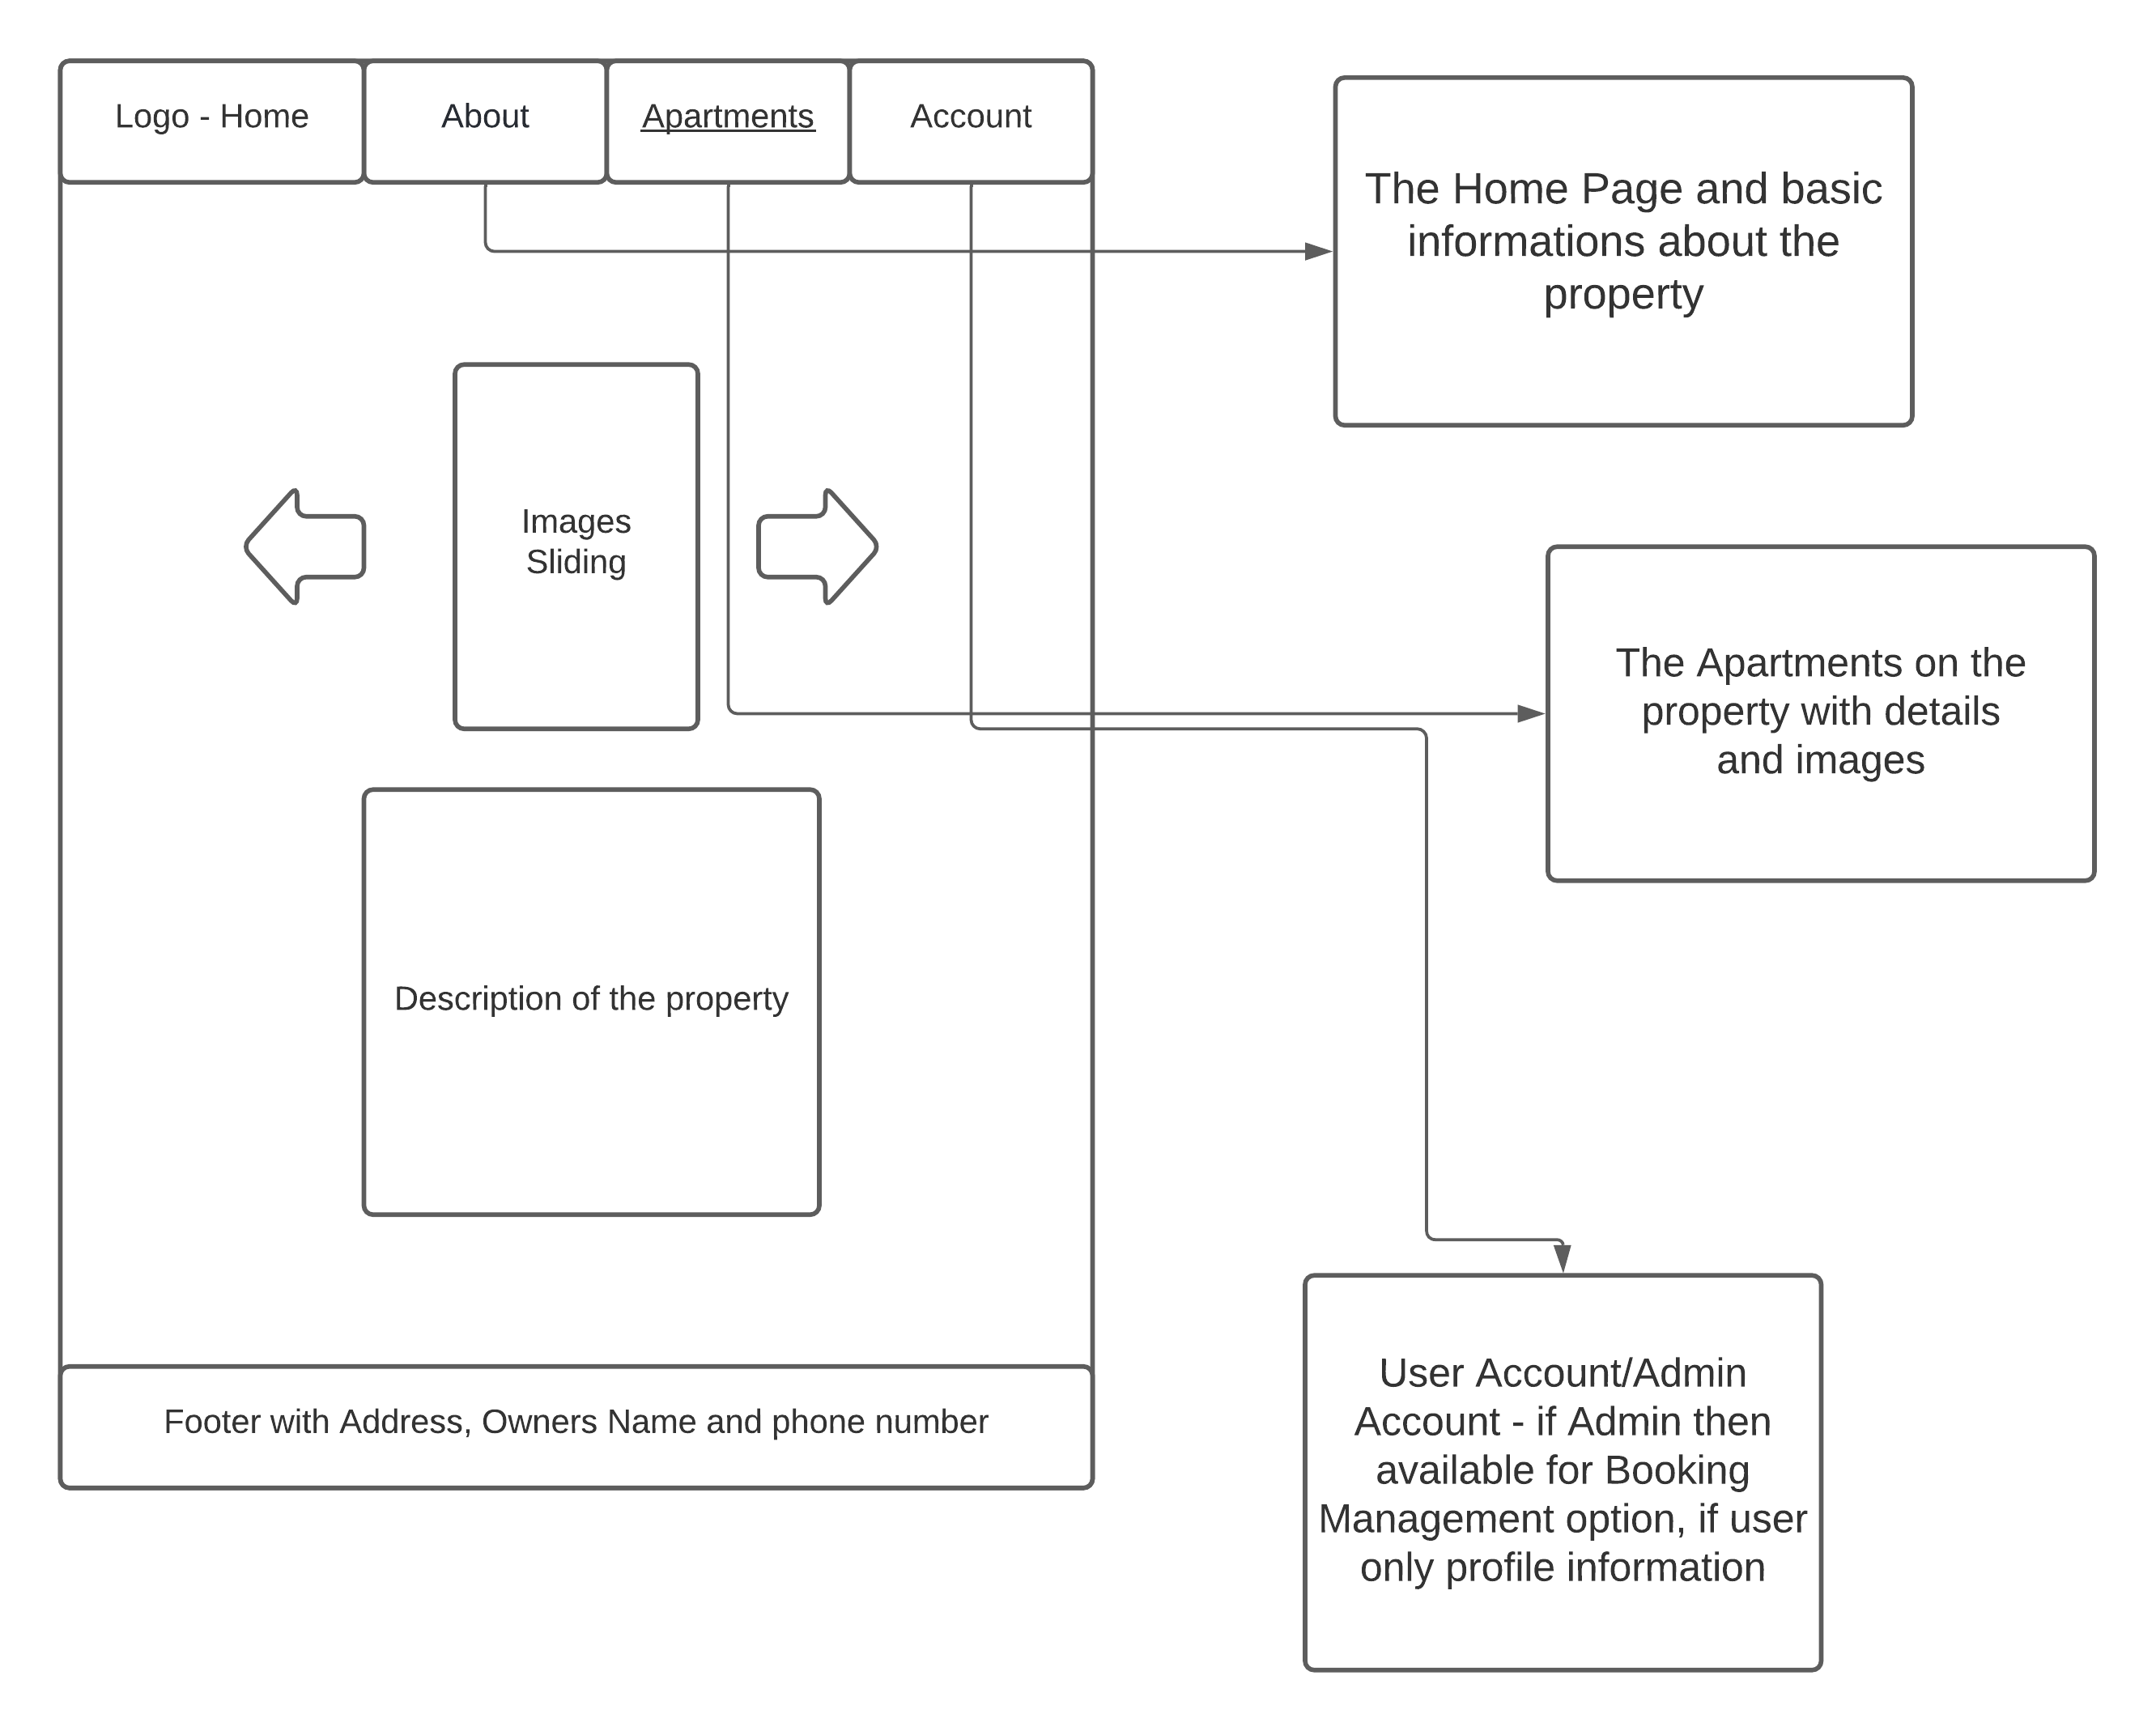 Logo - Home
About
Apartments
Account
The Home Page and basic
informations about the
property
Images
Sliding
The Apartments on the
property with details
and images
Description of the property
Footer with Address, Owners Name and phone number
User Account/Admin
Account - if Admin then
available for Booking
Management option, if user
only profile information